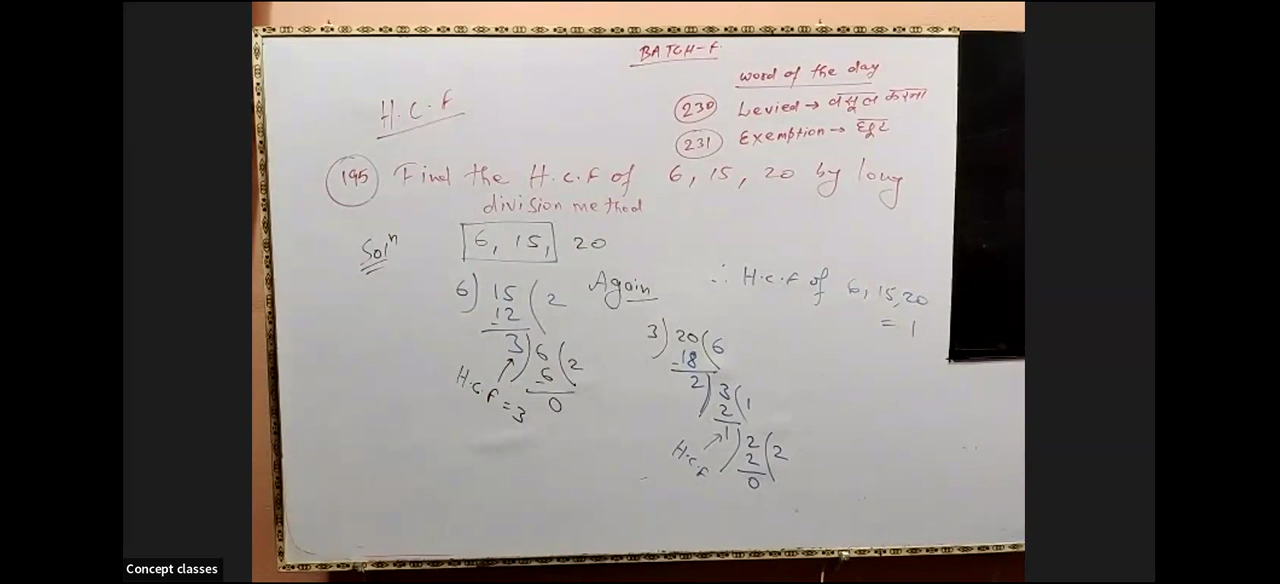 BATCH-F
word of the day
230 Levied → वसूल करना
231 Exemption → छूट
H.C.F
195 Find the H.C.F of 6, 15, 20 by long
division method
Solⁿ 6, 15, 20
6) 15 ( 2
-12
3) 6 ( 2
-6
0
H.C.F = 3
Again
3) 20 ( 6
-18
2) 3 ( 1
2
1) 2 ( 2
2
0
H.C.F
∴ H.C.F of 6, 15, 20
= 1
Concept classes